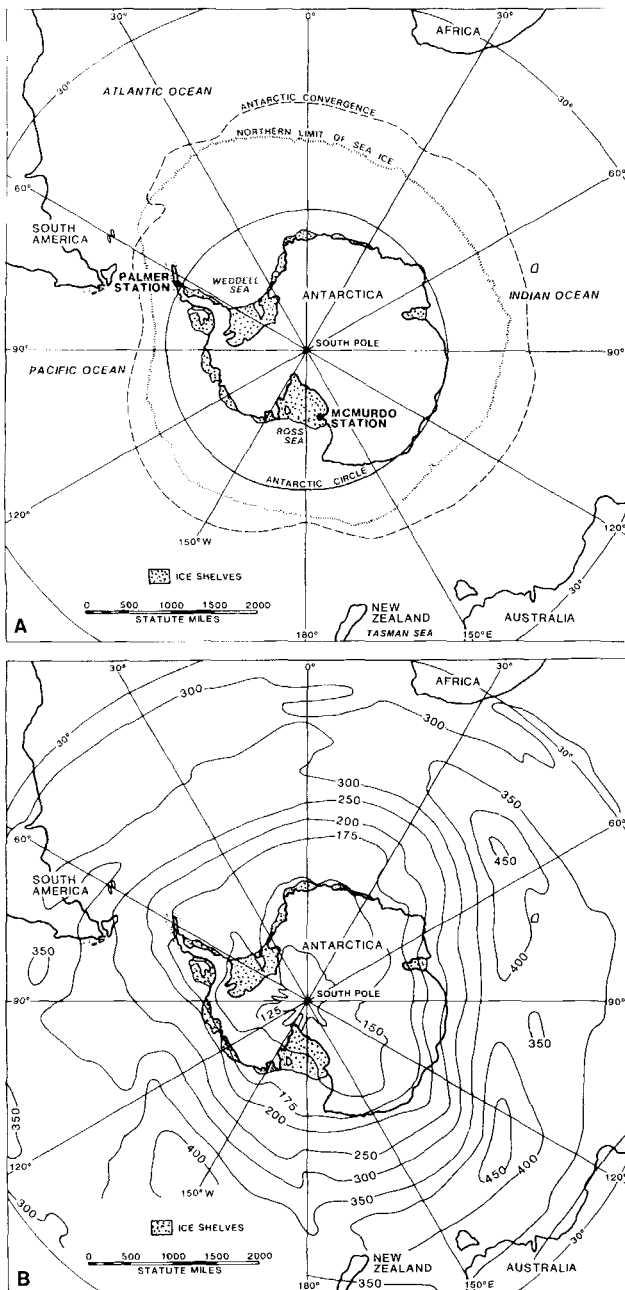 30°
0°
30°
AFRICA
30°
ATLANTIC OCEAN
ANTARCTIC CONVERGENCE
30°
NORTHERN LIMIT OF SEA ICE
60°
60°
SOUTH AMERICA
PALMER STATION
WEDDELL SEA
ANTARCTICA
INDIAN OCEAN
SOUTH POLE
90°
90°
PACIFIC OCEAN
MCMURDO STATION
ROSS SEA
ANTARCTIC CIRCLE
120°
120°
150°W
ICE SHELVES
30°
0 500 1000 1500 2000
STATUTE MILES
NEW ZEALAND
AUSTRALIA
A
180°
TASMAN SEA
150°E
30°
0°
30°
300
AFRICA
30°
300
30°
300
350
250
60°
200
60°
175
450
SOUTH AMERICA
ANTARCTICA
350
400
90°
SOUTH POLE
90°
125
150
350
175
200
400
250
350
450
400
300
120°
120°
150°W
350
300
ICE SHELVES
30°
0 500 1000 1500 2000
STATUTE MILES
NEW ZEALAND
AUSTRALIA
B
180°
350
150°E